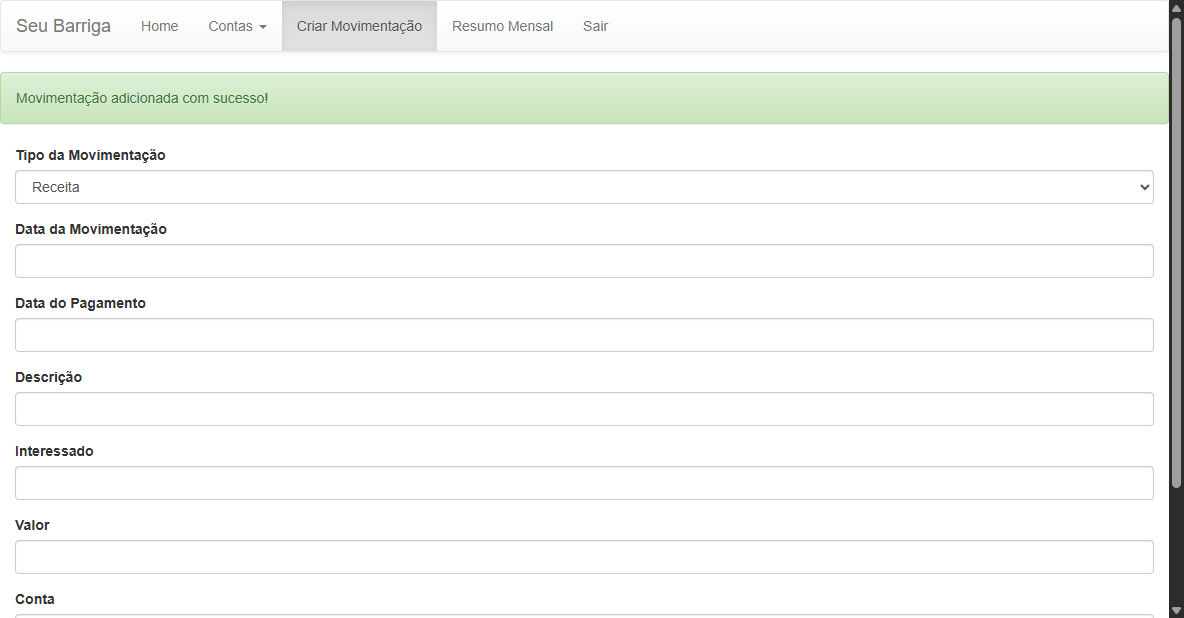 Seu Barriga Home Contas Criar Movimentação Resumo Mensal Sair
Movimentação adicionada com sucesso!
Tipo da Movimentação
Receita
Data da Movimentação
Data do Pagamento
Descrição
Interessado
Valor
Conta